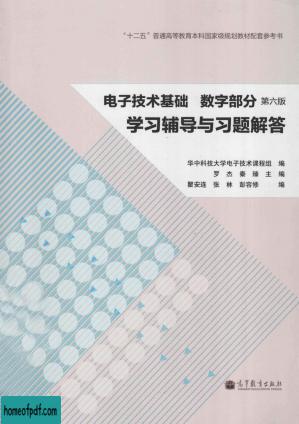 “十二五”普通高等教育本科国家级规划教材配套参考书
电子技术基础 数字部分 第六版
学习辅导与习题解答
华中科技大学电子技术课程组 编
罗 杰 秦 臻 主 编
瞿安连 张 林 彭容修 编
高等教育出版社
homeofpdf.com
homeofpdf.com